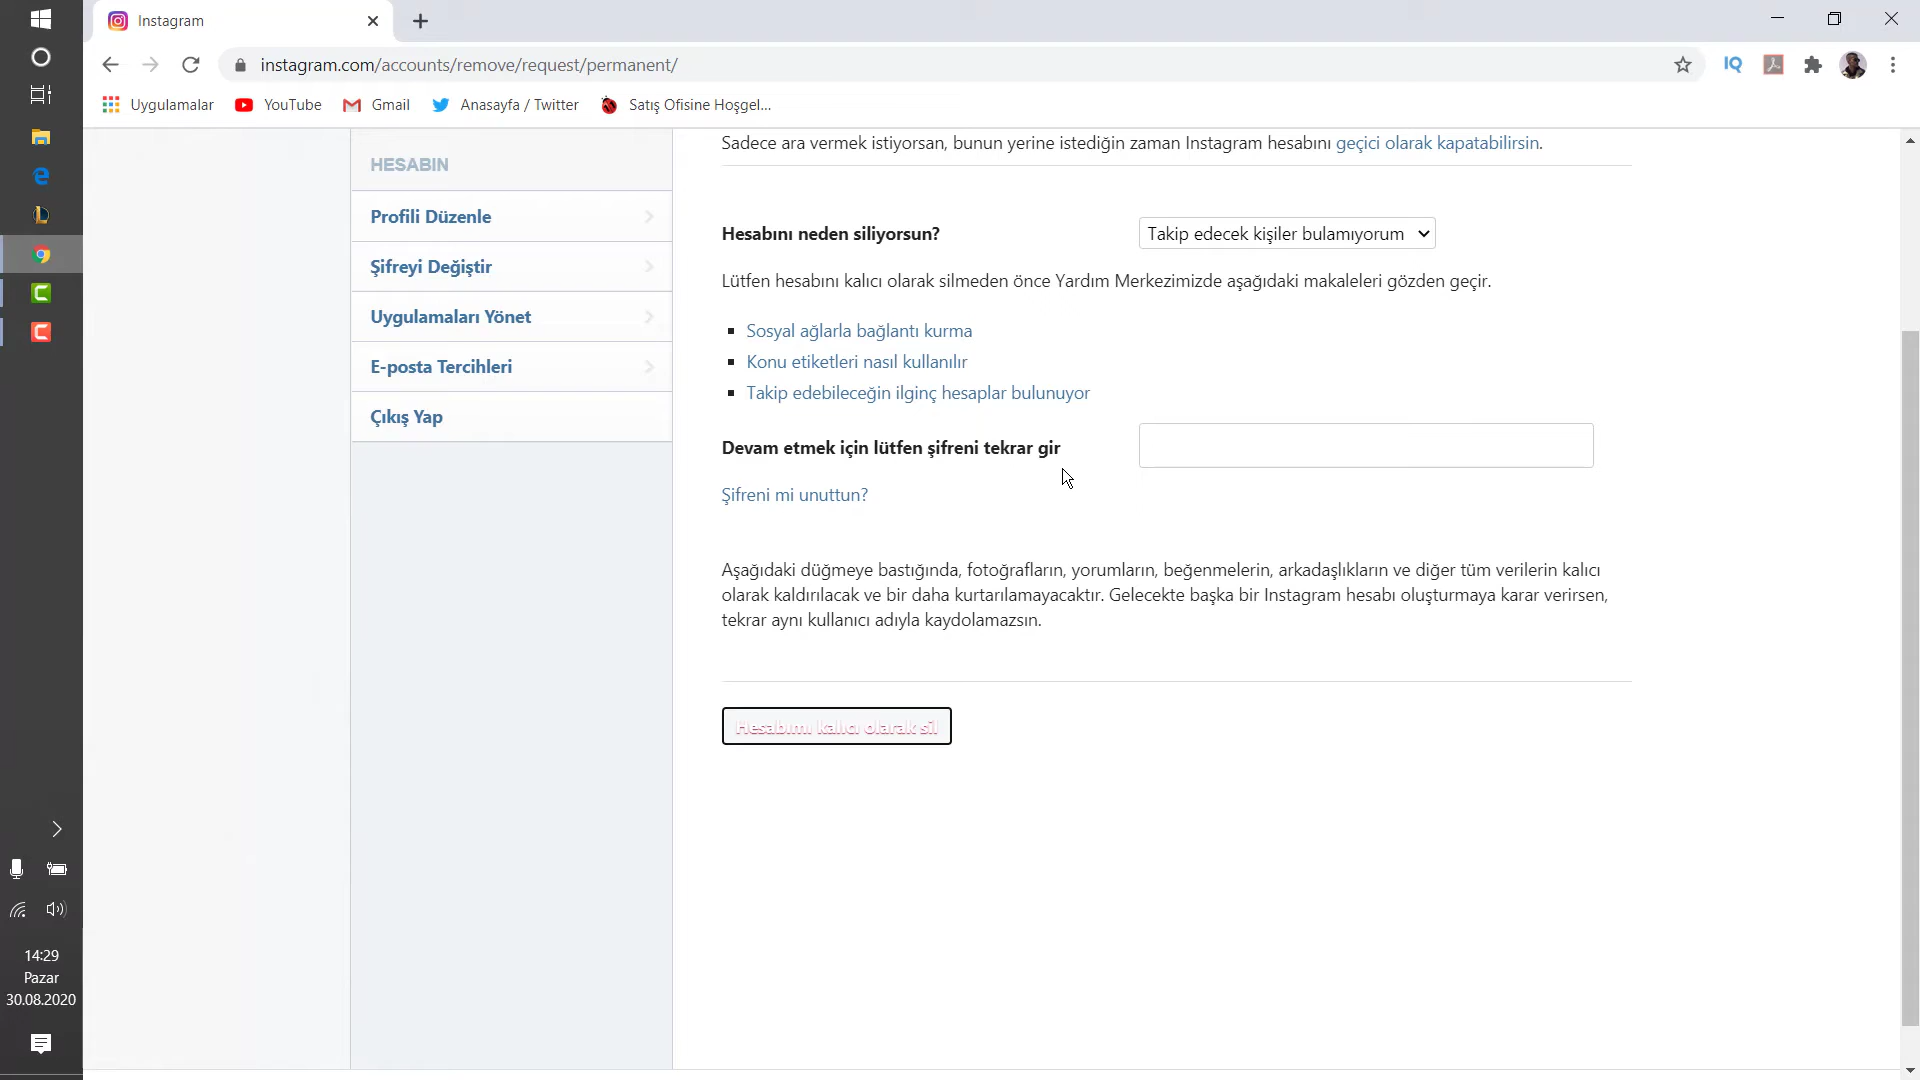 Instagram
instagram.com/accounts/remove/request/permanent/
IQ
Uygulamalar
YouTube
Gmail
Anasayfa / Twitter
Satış Ofisine Hoşgel...
HESABIN
Profili Düzenle
Şifreyi Değiştir
Uygulamaları Yönet
E-posta Tercihleri
Çıkış Yap
Sadece ara vermek istiyorsan, bunun yerine istediğin zaman Instagram hesabını geçici olarak kapatabilirsin.
Hesabını neden siliyorsun?
Takip edecek kişiler bulamıyorum
Lütfen hesabını kalıcı olarak silmeden önce Yardım Merkezimizde aşağıdaki makaleleri gözden geçir.
Sosyal ağlarla bağlantı kurma
Konu etiketleri nasıl kullanılır
Takip edebileceğin ilginç hesaplar bulunuyor
Devam etmek için lütfen şifreni tekrar gir
Şifreni mi unuttun?
Aşağıdaki düğmeye bastığında, fotoğrafların, yorumların, beğenmelerin, arkadaşlıkların ve diğer tüm verilerin kalıcı
olarak kaldırılacak ve bir daha kurtarılamayacaktır. Gelecekte başka bir Instagram hesabı oluşturmaya karar verirsen,
tekrar aynı kullanıcı adıyla kaydolamazsın.
Hesabımı kalıcı olarak sil
14:29
Pazar
30.08.2020